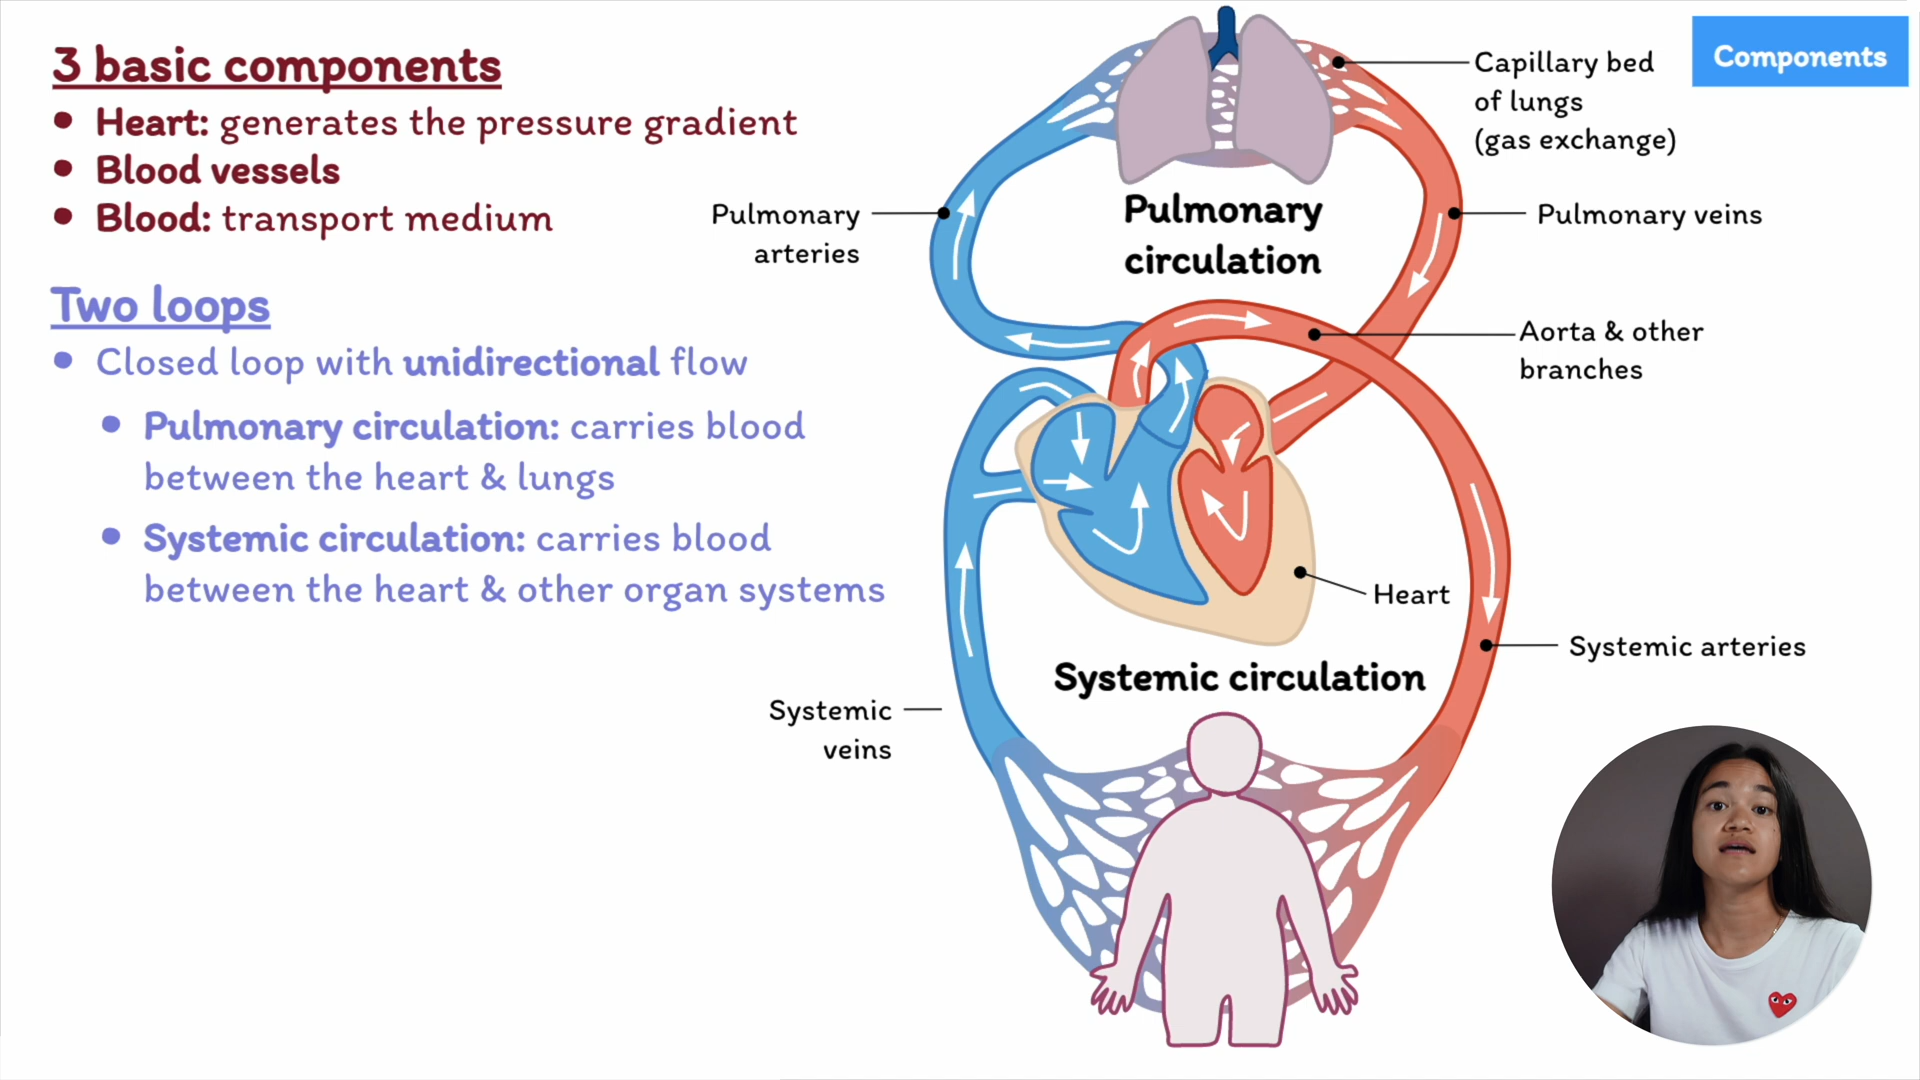 3 basic components
• Heart: generates the pressure gradient
• Blood vessels
• Blood: transport medium
Two loops
• Closed loop with unidirectional flow
• Pulmonary circulation: carries blood
between the heart & lungs
• Systemic circulation: carries blood
between the heart & other organ systems
Components
Capillary bed
of lungs
(gas exchange)
Pulmonary
arteries
Pulmonary
circulation
Pulmonary veins
Aorta & other
branches
Heart
Systemic circulation
Systemic arteries
Systemic
veins